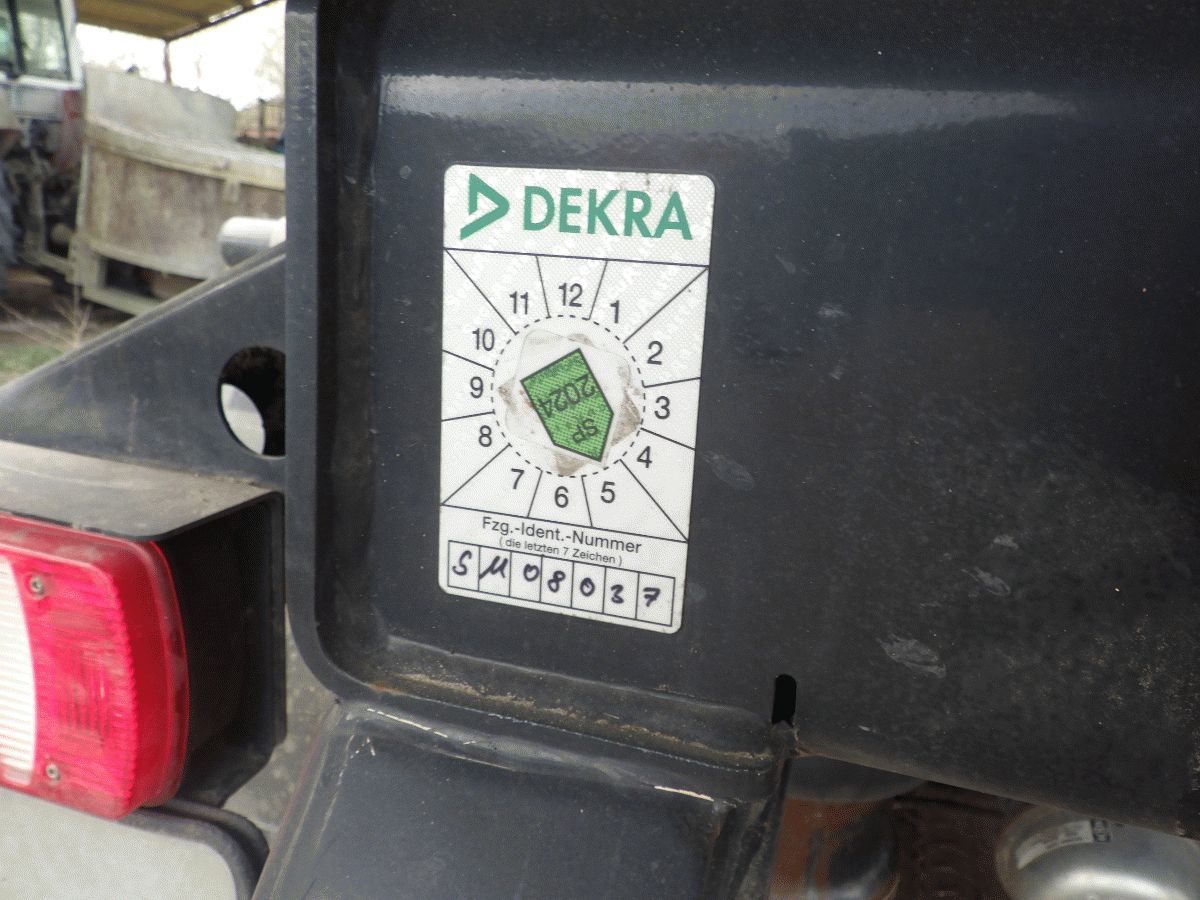 DEKRA
11 12 1
10 2
9 3
8 4
7 6 5
SP
2024
Fzg.-Ident.-Nummer
( die letzten 7 Zeichen )
S M 0 8 0 3 7